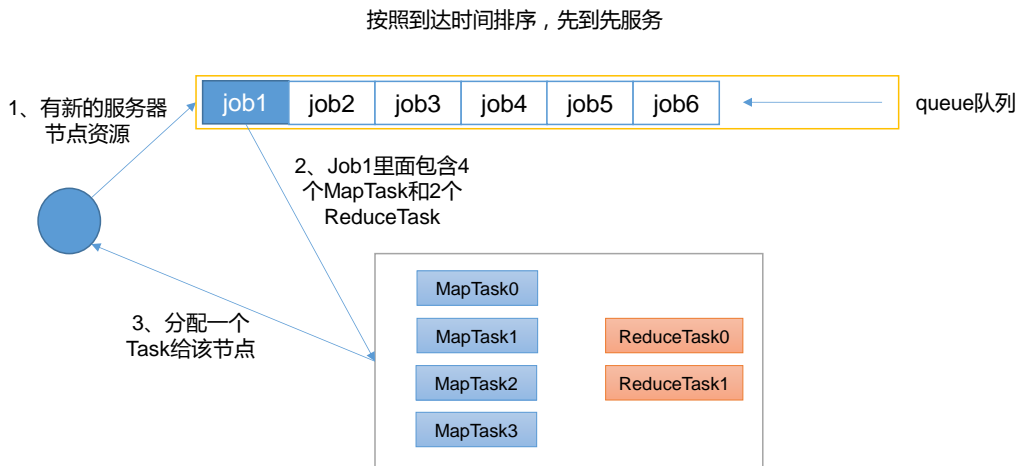 按照到达时间排序，先到先服务
1、有新的服务器
节点资源
job1
job2
job3
job4
job5
job6
queue队列
2、Job1里面包含4
个MapTask和2个
ReduceTask
3、分配一个
Task给该节点
MapTask0
MapTask1
MapTask2
MapTask3
ReduceTask0
ReduceTask1